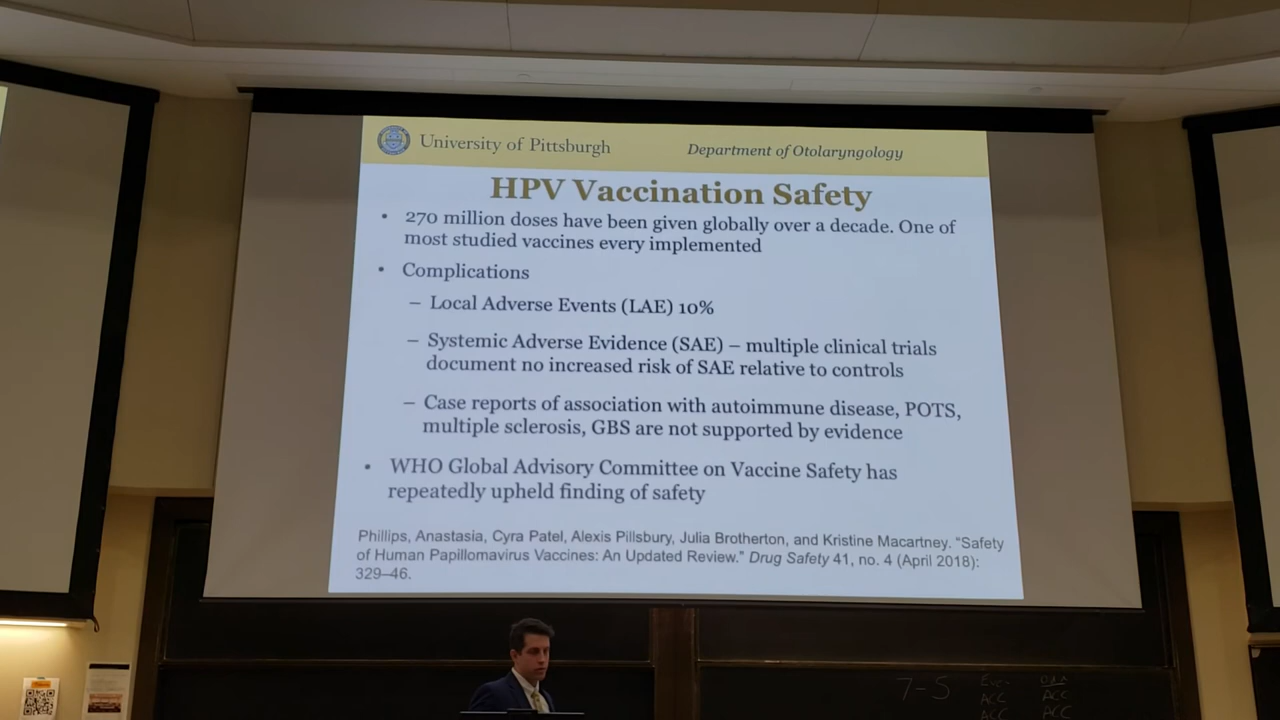 University of Pittsburgh
Department of Otolaryngology
HPV Vaccination Safety
• 270 million doses have been given globally over a decade. One of
most studied vaccines every implemented
• Complications
– Local Adverse Events (LAE) 10%
– Systemic Adverse Evidence (SAE) – multiple clinical trials
document no increased risk of SAE relative to controls
– Case reports of association with autoimmune disease, POTS,
multiple sclerosis, GBS are not supported by evidence
• WHO Global Advisory Committee on Vaccine Safety has
repeatedly upheld finding of safety
Phillips, Anastasia, Cyra Patel, Alexis Pillsbury, Julia Brotherton, and Kristine Macartney. “Safety
of Human Papillomavirus Vaccines: An Updated Review.” Drug Safety 41, no. 4 (April 2018):
329–46.
7-5
ACC ACC
ACC ACC